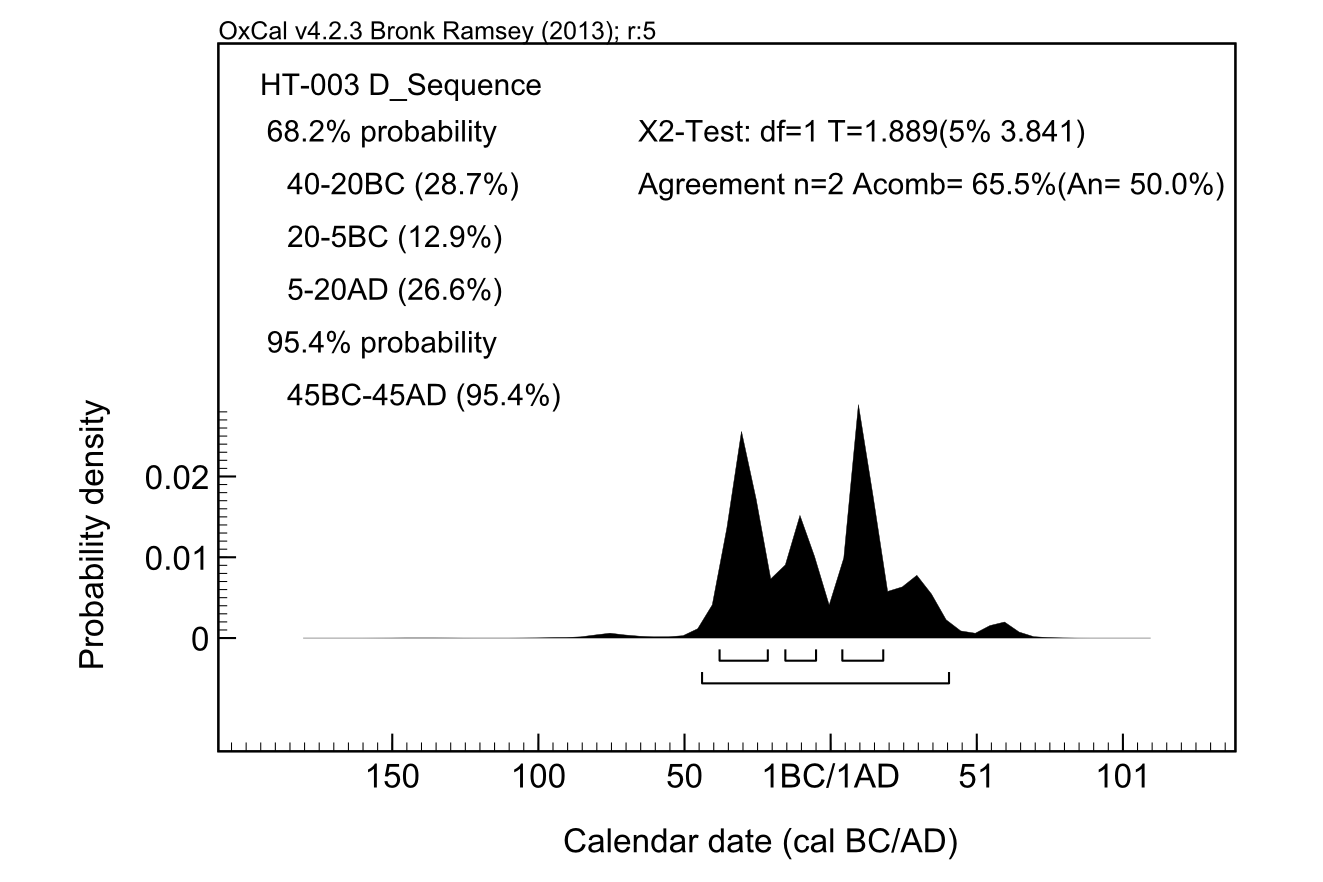 OxCal v4.2.3 Bronk Ramsey (2013); r:5
HT-003 D_Sequence
68.2% probability
40-20BC (28.7%)
20-5BC (12.9%)
5-20AD (26.6%)
95.4% probability
45BC-45AD (95.4%)
X2-Test: df=1 T=1.889(5% 3.841)
Agreement n=2 Acomb= 65.5%(An= 50.0%)
Probability density
0.02
0.01
0
150 100 50 1BC/1AD 51 101
Calendar date (cal BC/AD)